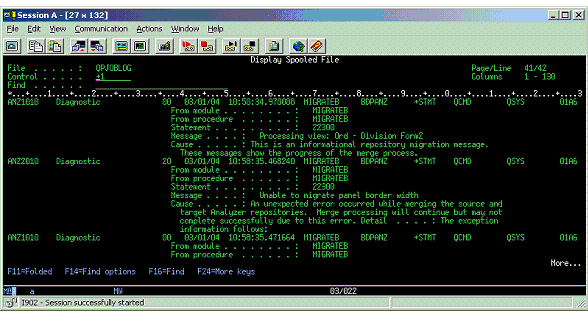 Session A - [27 x 132]
File Edit View Communication Actions Window Help
Display Spooled File
File . . . . . : QPJOBLOG Page/Line 41/42
Control . . . . . +1 Columns 1 - 130
Find . . . . . .
*...+....1....+....2....+....3....+....4....+....5....+....6....+....7....+....8....+....9....+....0....+....1....+....2....+....3
ANZ1010 Diagnostic 00 03/01/04 10:58:34.970086 MIGRATEB BDPANZ *STMT QCMD QSYS 01A6
From module . . . . . . . . : MIGRATEB
From procedure . . . . . . : MIGRATEB
Statement . . . . . . . . . : 22300
Message . . . . : Processing view: Ord - Division Form2
Cause . . . . . : This is an informational repository migration message.
These messages show the progress of the merge process.
ANZ2010 Diagnostic 20 03/01/04 10:58:35.468240 MIGRATEB BDPANZ *STMT QCMD QSYS 01A6
From module . . . . . . . . : MIGRATEB
From procedure . . . . . . : MIGRATEB
Statement . . . . . . . . . : 22300
Message . . . . : Unable to migrate panel border width
Cause . . . . . : An unexpected error occurred while merging the source and
target Analyzer repositories. Merge processing will continue but may not
complete successfully due to this error. Detail . . . . : The exception
information follows:
ANZ1010 Diagnostic 00 03/01/04 10:58:35.471664 MIGRATEB BDPANZ *STMT QCMD QSYS 01A6
From module . . . . . . . . : MIGRATEB
From procedure . . . . . . : MIGRATEB
More...
F11=Folded F14=Find options F16=Find F24=More keys
MA a MW 03/022
I902 - Session successfully started